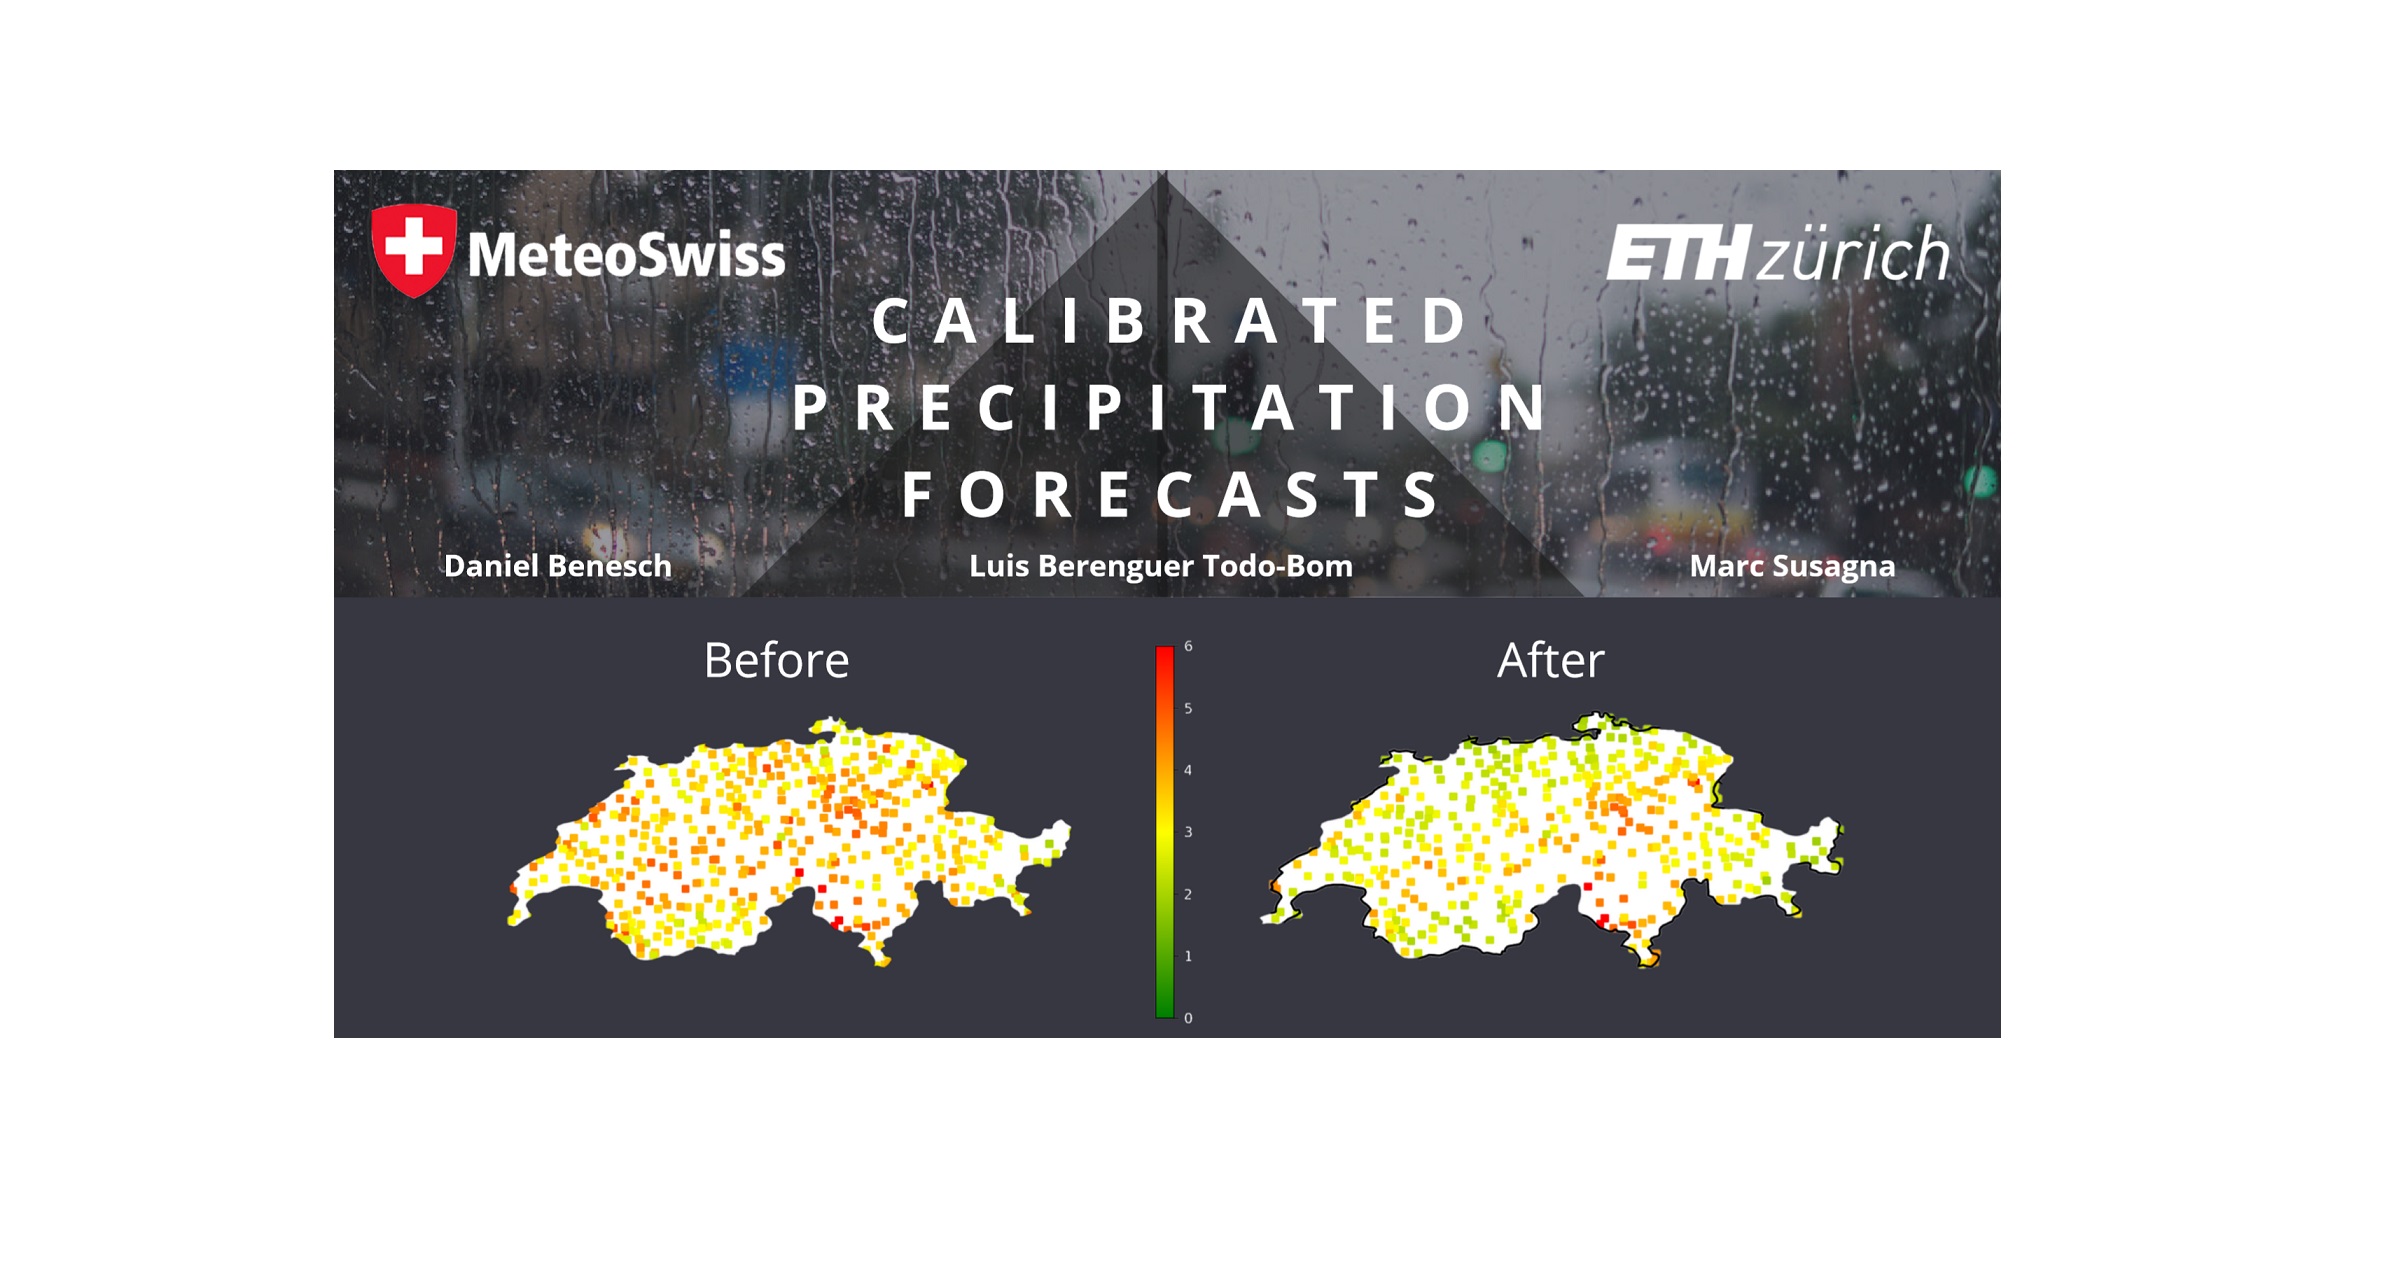 MeteoSwiss
ETH zürich
CALIBRATED
PRECIPITATION
FORECASTS
Daniel Benesch
Luis Berenguer Todo-Bom
Marc Susagna
Before
After
6
5
4
3
2
1
0